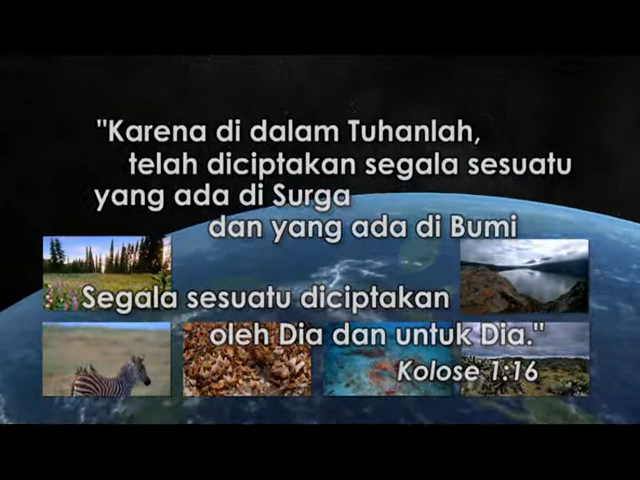 "Karena di dalam Tuhanlah,
telah diciptakan segala sesuatu
yang ada di Surga
dan yang ada di Bumi
Segala sesuatu diciptakan
oleh Dia dan untuk Dia."
Kolose 1:16